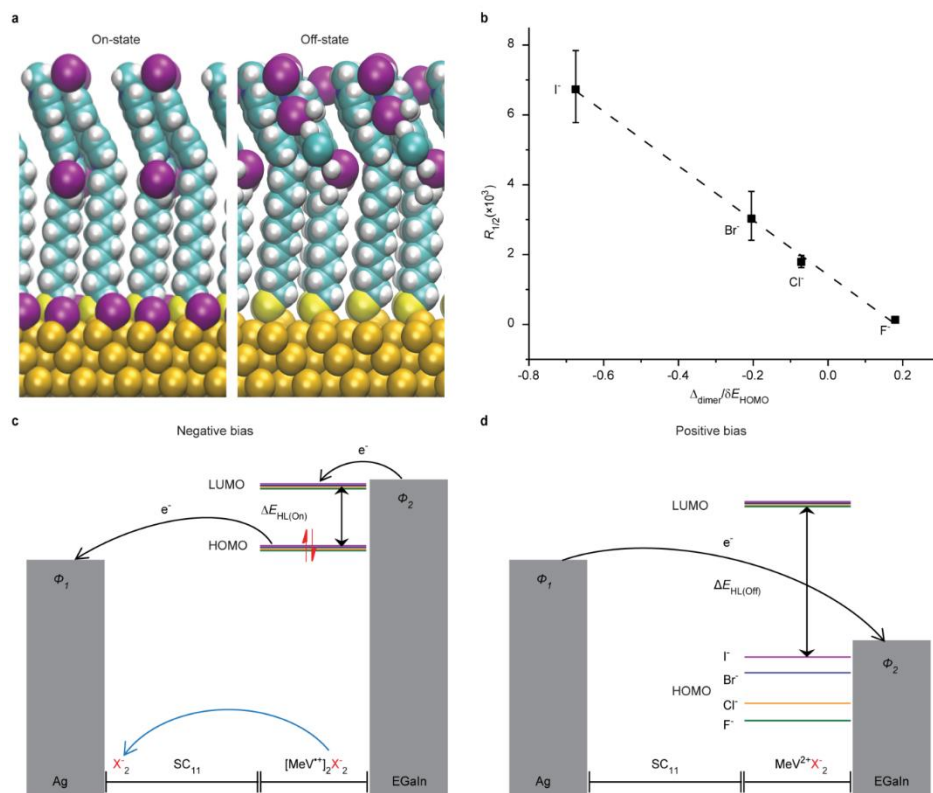 a
On-state
Off-state
b
R1/2(×10³)
8
6
4
2
0
I⁻
Br⁻
Cl⁻
F⁻
-0.8
-0.6
-0.4
-0.2
0.0
0.2
Δdimer/δEHOMO
c
Negative bias
e⁻
e⁻
LUMO
Φ2
ΔEHL(On)
HOMO
Φ1
X⁻2
SC11
[MeV•+]2X⁻2
Ag
EGaIn
d
Positive bias
LUMO
e⁻
Φ1
ΔEHL(Off)
I⁻
Φ2
Br⁻
HOMO
Cl⁻
F⁻
SC11
MeV2+X⁻2
Ag
EGaIn